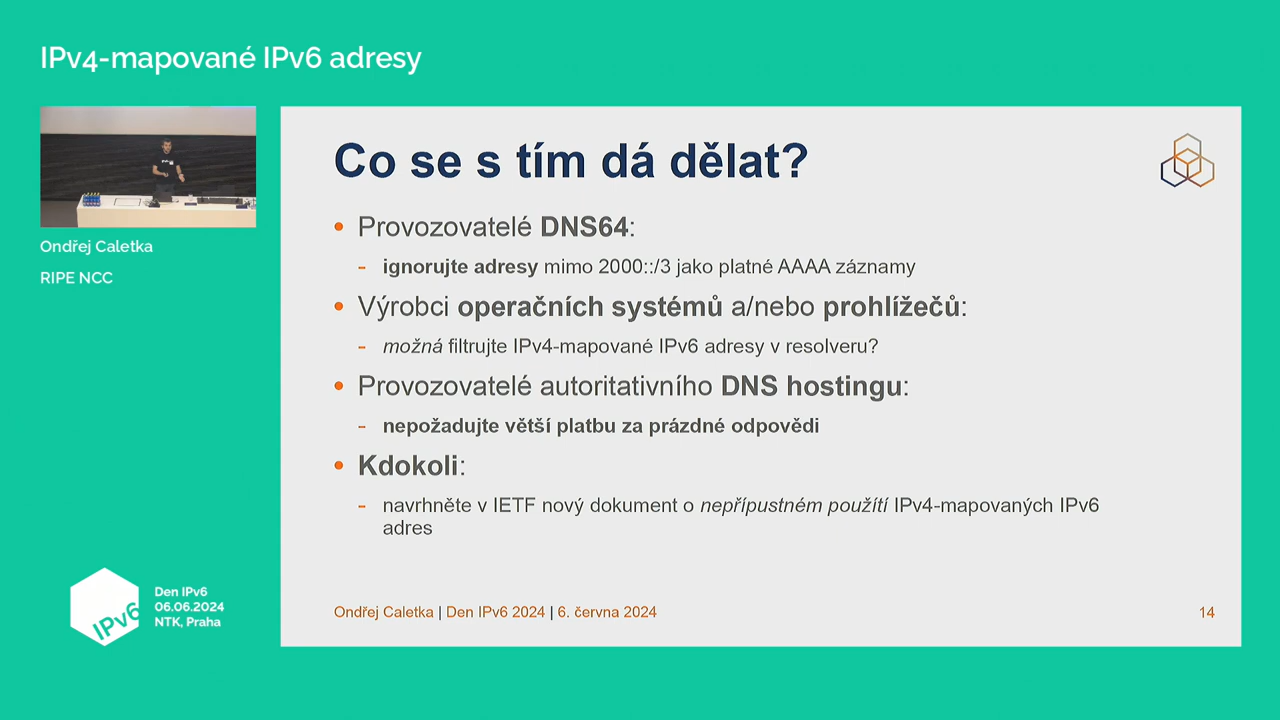 IPv4-mapované IPv6 adresy
Ondřej Caletka
RIPE NCC
Co se s tím dá dělat?
• Provozovatelé DNS64:
- ignorujte adresy mimo 2000::/3 jako platné AAAA záznamy
• Výrobci operačních systémů a/nebo prohlížečů:
- možná filtrujte IPv4-mapované IPv6 adresy v resolveru?
• Provozovatelé autoritativního DNS hostingu:
- nepožadujte větší platbu za prázdné odpovědi
• Kdokoli:
- navrhněte v IETF nový dokument o nepřípustném použítí IPv4-mapovaných IPv6
adres
Ondřej Caletka | Den IPv6 2024 | 6. června 2024
14
IPv6
Den IPv6
06.06.2024
NTK, Praha